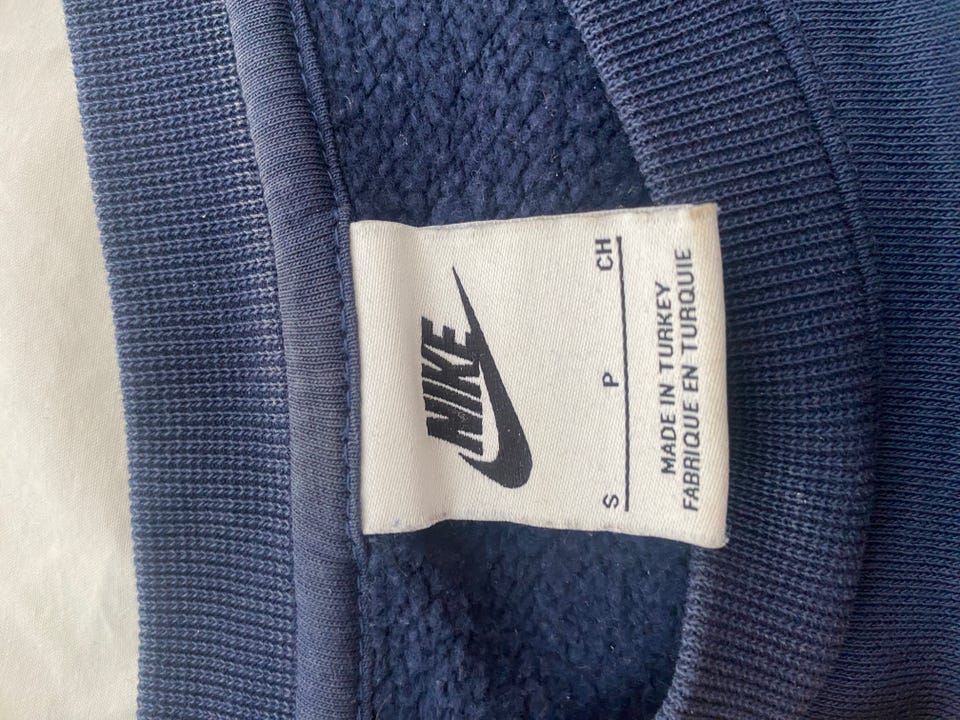 NIKE
S P CH
MADE IN TURKEY
FABRIQUE EN TURQUIE